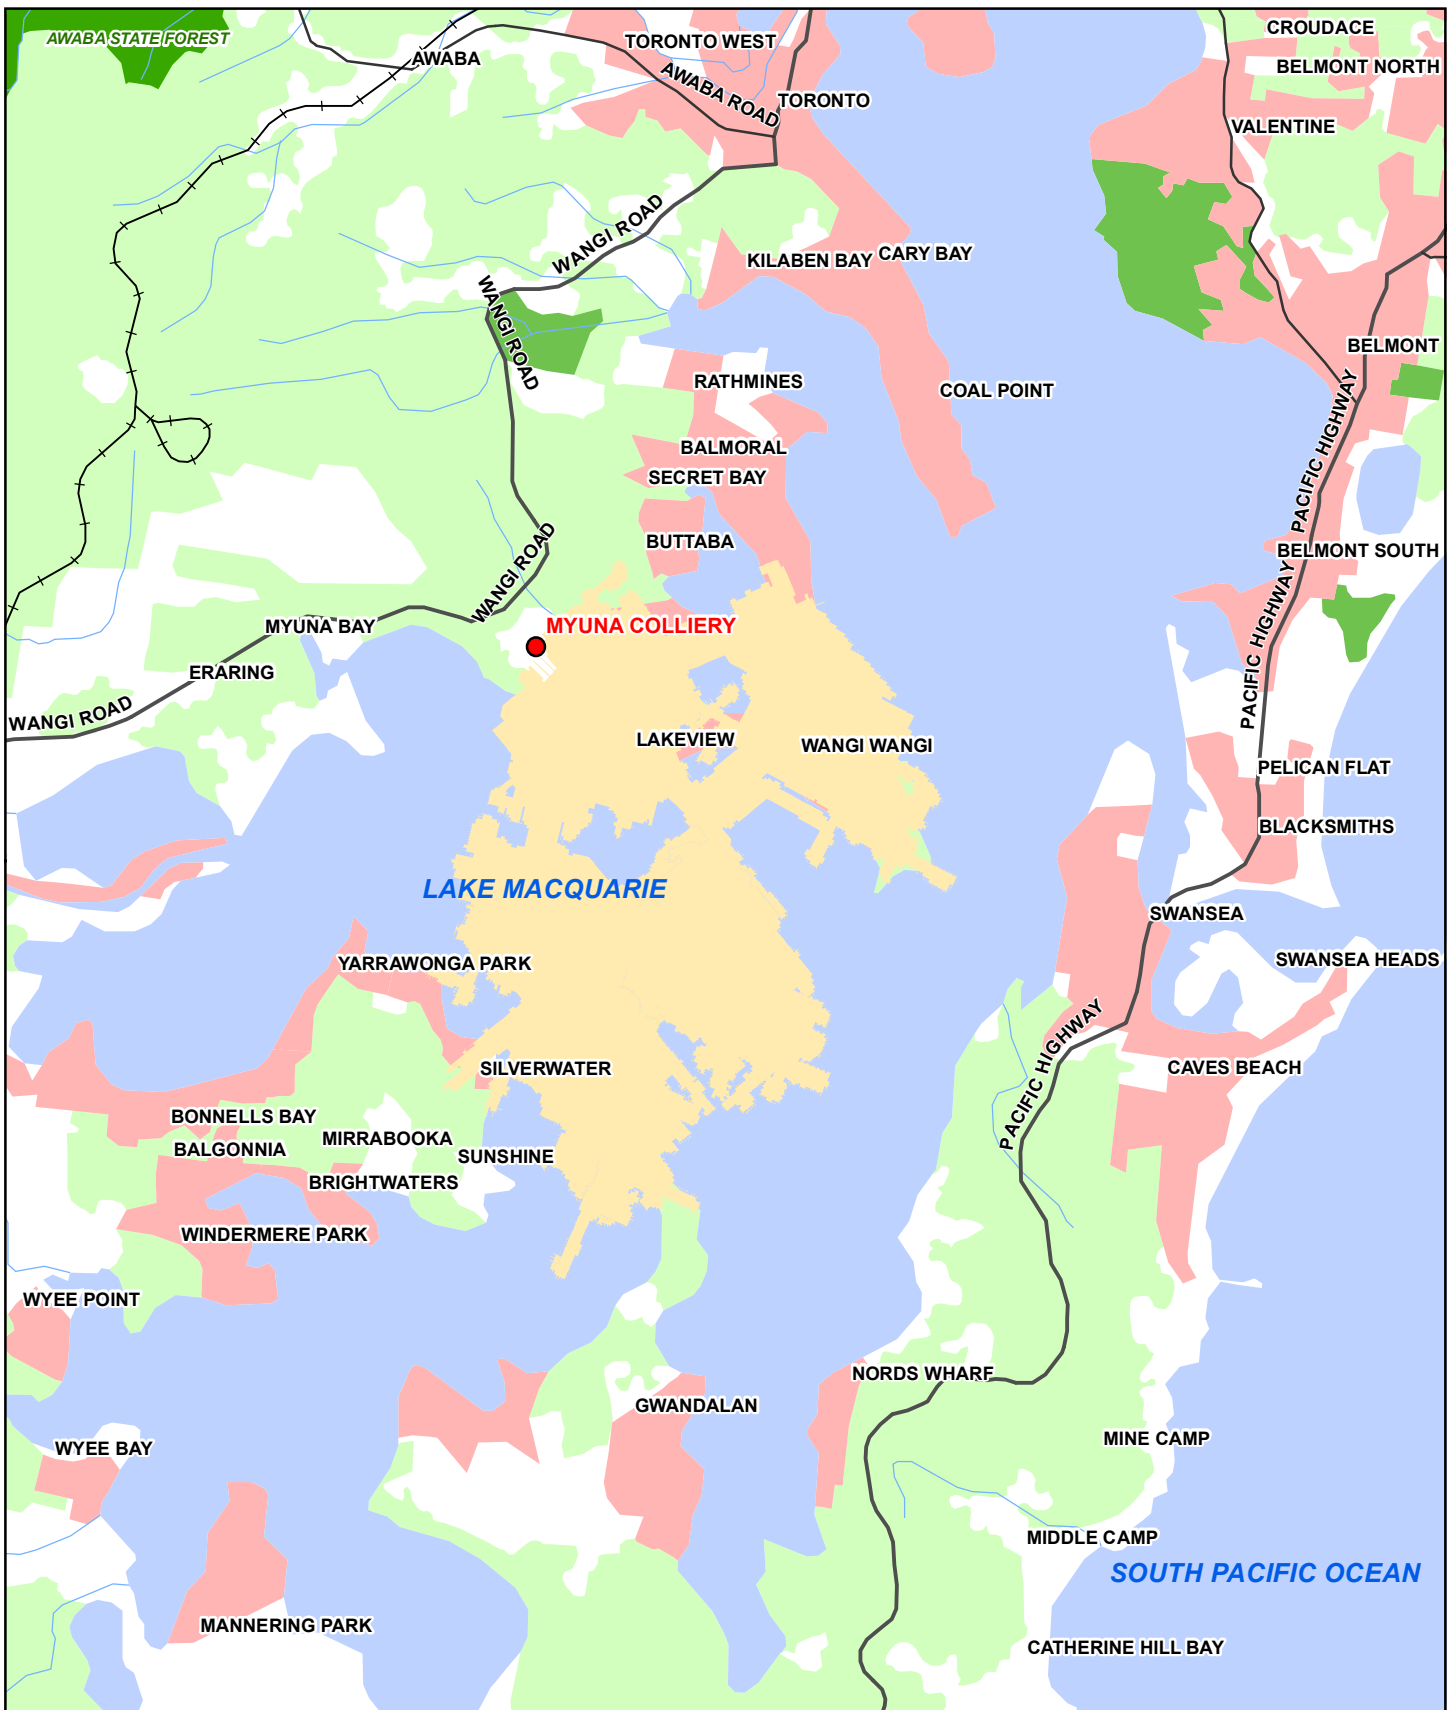 CROUDACE
AWABA STATE FOREST
TORONTO WEST
AWABA
BELMONT NORTH
AWABA ROAD
TORONTO
VALENTINE
WANGI ROAD
KILABEN BAY
CARY BAY
WANGI ROAD
BELMONT
RATHMINES
COAL POINT
PACIFIC HIGHWAY
BALMORAL
SECRET BAY
BUTTABA
BELMONT SOUTH
WANGI ROAD
MYUNA BAY
MYUNA COLLIERY
PACIFIC HIGHWAY
ERARING
WANGI ROAD
LAKEVIEW
WANGI WANGI
PELICAN FLAT
BLACKSMITHS
LAKE MACQUARIE
SWANSEA
SWANSEA HEADS
YARRAWONGA PARK
SILVERWATER
CAVES BEACH
PACIFIC HIGHWAY
BONNELLS BAY
MIRRABOOKA
BALGONNIA
SUNSHINE
BRIGHTWATERS
WINDERMERE PARK
WYEE POINT
NORDS WHARF
GWANDALAN
MINE CAMP
WYEE BAY
MIDDLE CAMP
SOUTH PACIFIC OCEAN
MANNERING PARK
CATHERINE HILL BAY